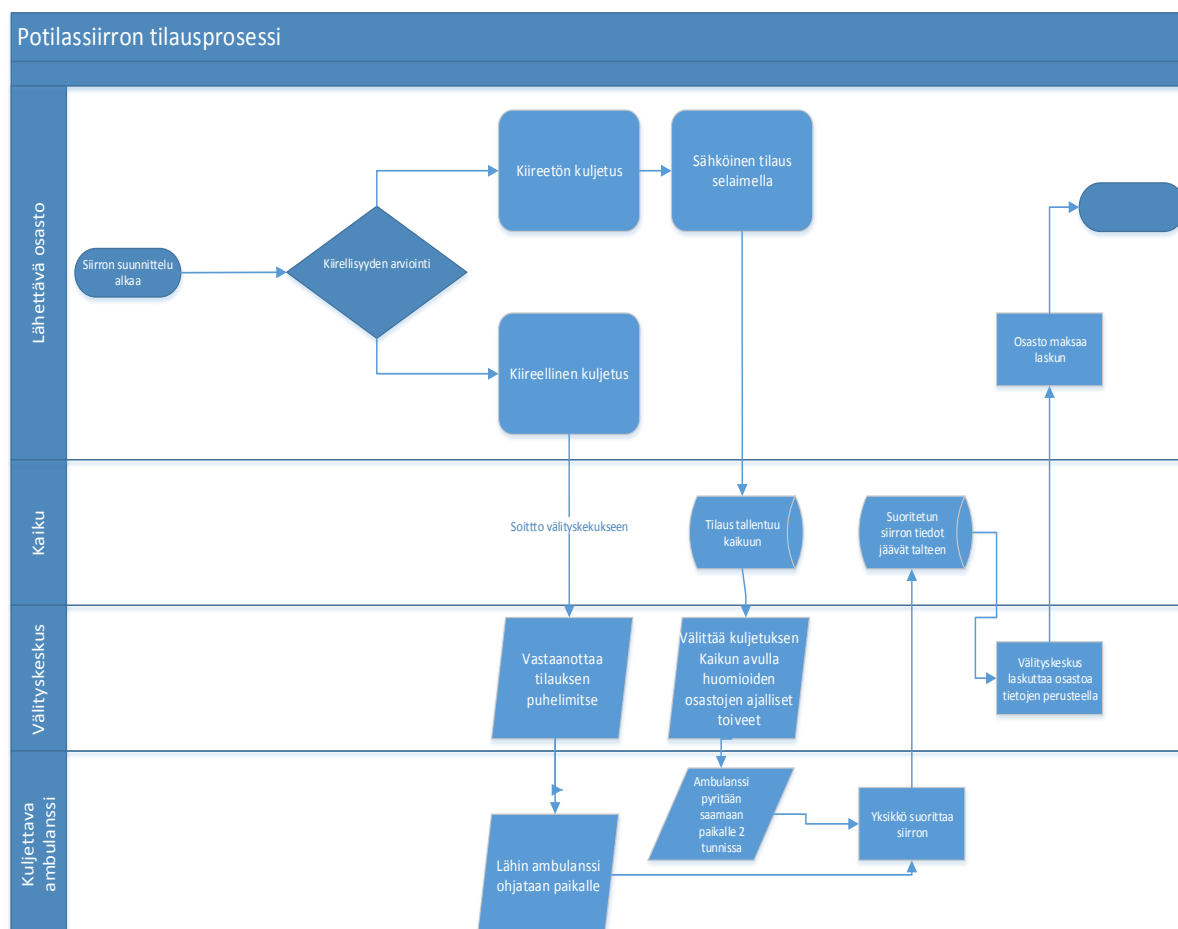 Potilassiirron tilausprosessi
Lähettävä osasto
Siirron suunnittelu
alkaa
Kiirellisyyden arviointi
Kiireetön kuljetus
Sähköinen tilaus
selaimella
Kiireellinen kuljetus
Osasto maksaa
laskun
Kaiku
Soittto välityskekukseen
Tilaus tallentuu
kaikuun
Suoritetun
siirron tiedot
jäävät talteen
Välityskeskus
Vastaanottaa
tilauksen
puhelimitse
Välittää kuljetuksen
Kaikun avulla
huomioiden
osastojen ajalliset
toiveet
Välityskeskus
laskuttaa osastoa
tietojen perusteella
Kuljettava
ambulanssi
Lähin ambulanssi
ohjataan paikalle
Ambulanssi
pyritään
saamaan
paikalle 2
tunnissa
Yksikkö suorittaa
siirron